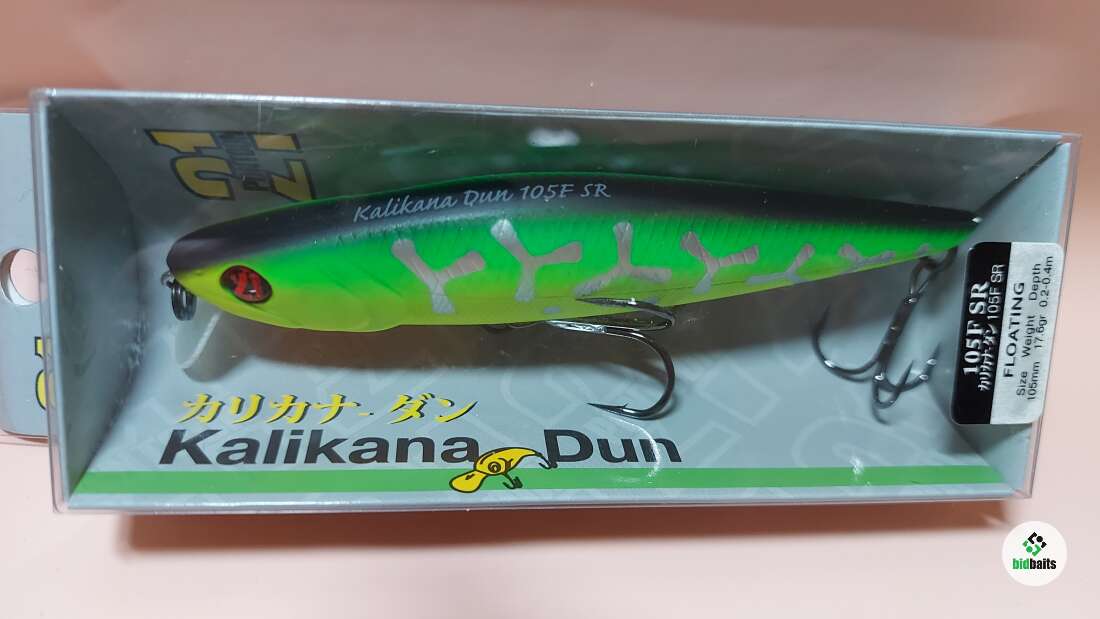 Kalikana Dun 105F SR
カリカナ-ダン
Kalikana Dun
105F SR
カリカナ-ダン 105F SR
FLOATING
Size Weight Depth
105mm 17.6gr 0.2-0.4m
bidbaits